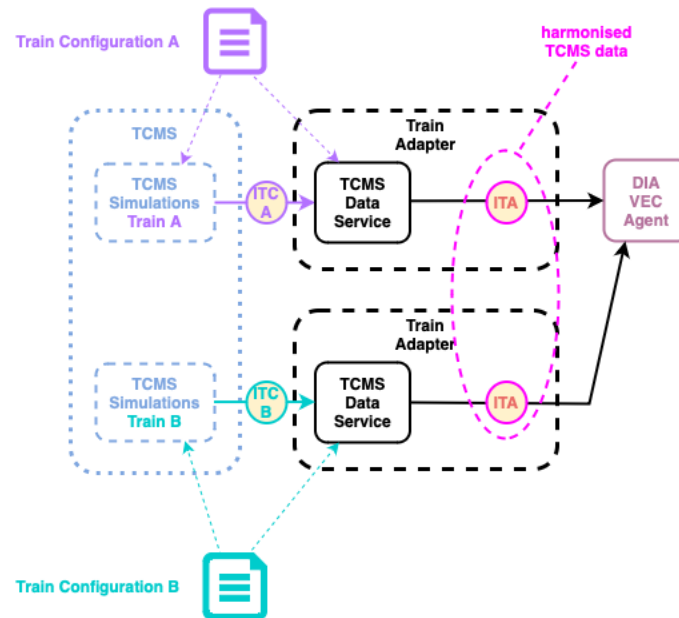 Train Configuration A
harmonised
TCMS data
TCMS
Train
Adapter
TCMS
Simulations
Train A
ITC
A
TCMS
Data
Service
ITA
DIA
VEC
Agent
Train
Adapter
TCMS
Simulations
Train B
ITC
B
TCMS
Data
Service
ITA
Train Configuration B